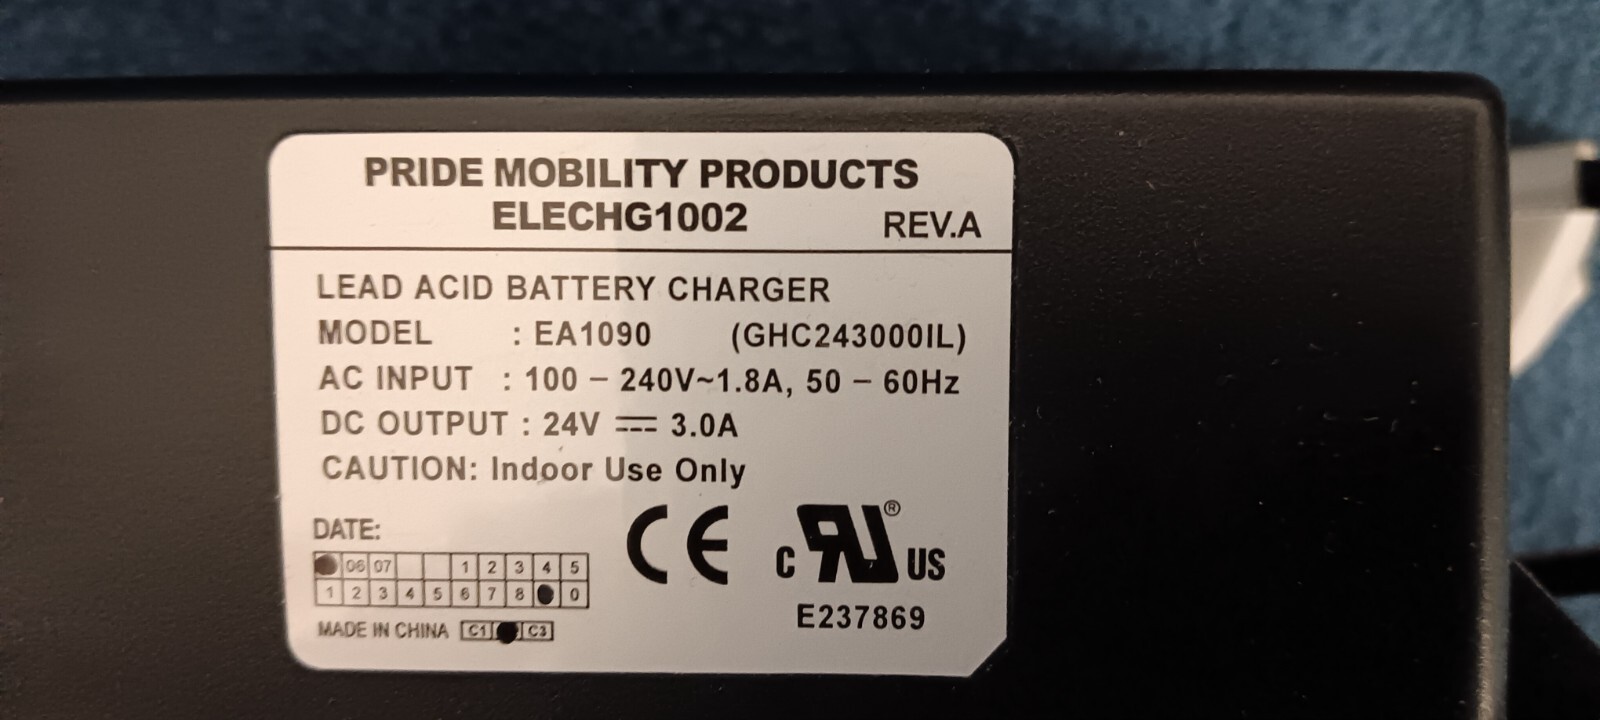 PRIDE MOBILITY PRODUCTS
ELECHG1002 REV.A
LEAD ACID BATTERY CHARGER
MODEL : EA1090 (GHC243000IL)
AC INPUT : 100 – 240V~1.8A, 50 – 60Hz
DC OUTPUT : 24V ⎓ 3.0A
CAUTION: Indoor Use Only
DATE:
06 07 1 2 3 4 5
1 2 3 4 5 6 7 8 0
MADE IN CHINA C1 C3
CE c RU ® US
E237869